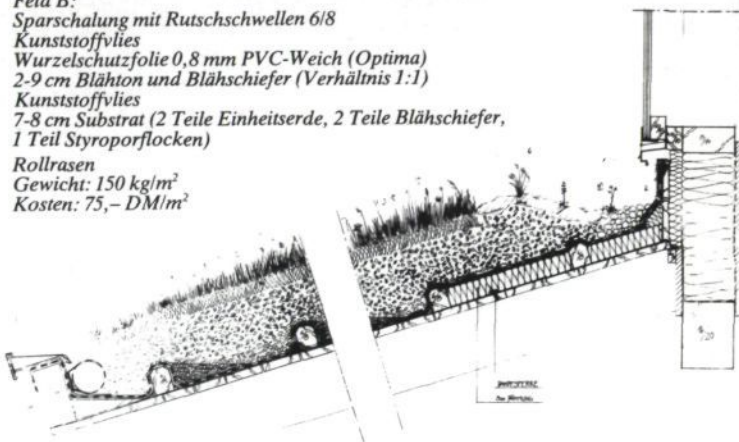 Feld B:
Sparschalung mit Rutschschwellen 6/8
Kunststoffvlies
Wurzelschutzfolie 0,8 mm PVC-Weich (Optima)
2-9 cm Blähton und Blähschiefer (Verhältnis 1:1)
Kunststoffvlies
7-8 cm Substrat (2 Teile Einheitserde, 2 Teile Blähschiefer,
1 Teil Styroporflocken)
Rollrasen
Gewicht: 150 kg/m²
Kosten: 75,– DM/m²